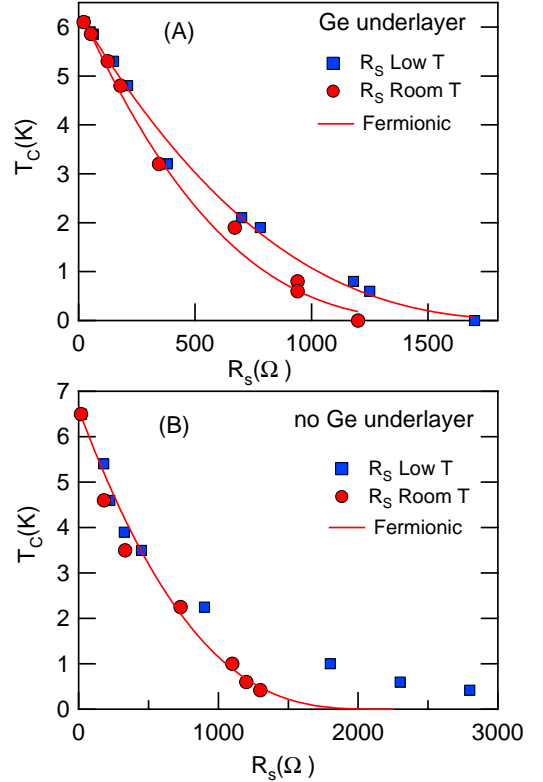 (A)
Ge underlayer
R_S Low T
R_S Room T
Fermionic
T_C(K)
6
5
4
3
2
1
0
0
500
1000
1500
R_s(Ω)
(B)
no Ge underlayer
R_S Low T
R_S Room T
Fermionic
T_C(K)
7
6
5
4
3
2
1
0
0
1000
2000
3000
R_s(Ω)